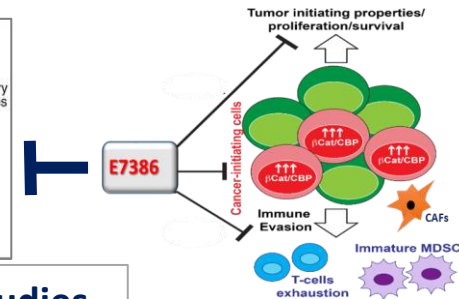 Tumor initiating properties/
proliferation/survival
E7386
Cancer-initiating cells
↑↑↑
βCat/CBP
↑↑↑
βCat/CBP
↑↑↑
βCat/CBP
Immune
Evasion
CAFs
T-cells
exhaustion
Immature MDSC